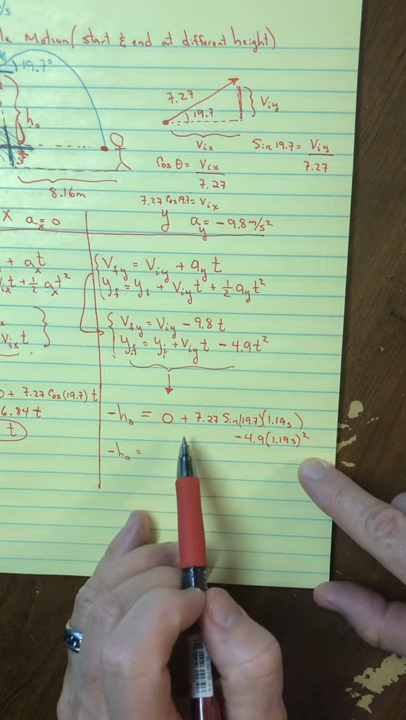 /s
le Motion (start & end at different height)
19.7°
h₀
8.16m
7.27
19.7
Viy
Vix
Cos θ = Vix / 7.27
Sin 19.7 = Viy / 7.27
7.27 Cos 19.7 = Vix
X aₓ = 0
y a_y = -9.8 m/s²
+ aₓt
Vfy = Viy + a_y t
ixt + ½ aₓt²
yf = yi + Viy t + ½ a_y t²
Vfy = Viy - 9.8 t
Vix t
yf = yi + Viy t - 4.9t²
0 + 7.27 Cos(19.7) t
6.84 t
t
-h₀ = 0 + 7.27 Sin(19.7)(1.19s)
-4.9(1.19s)²
-h₀ =